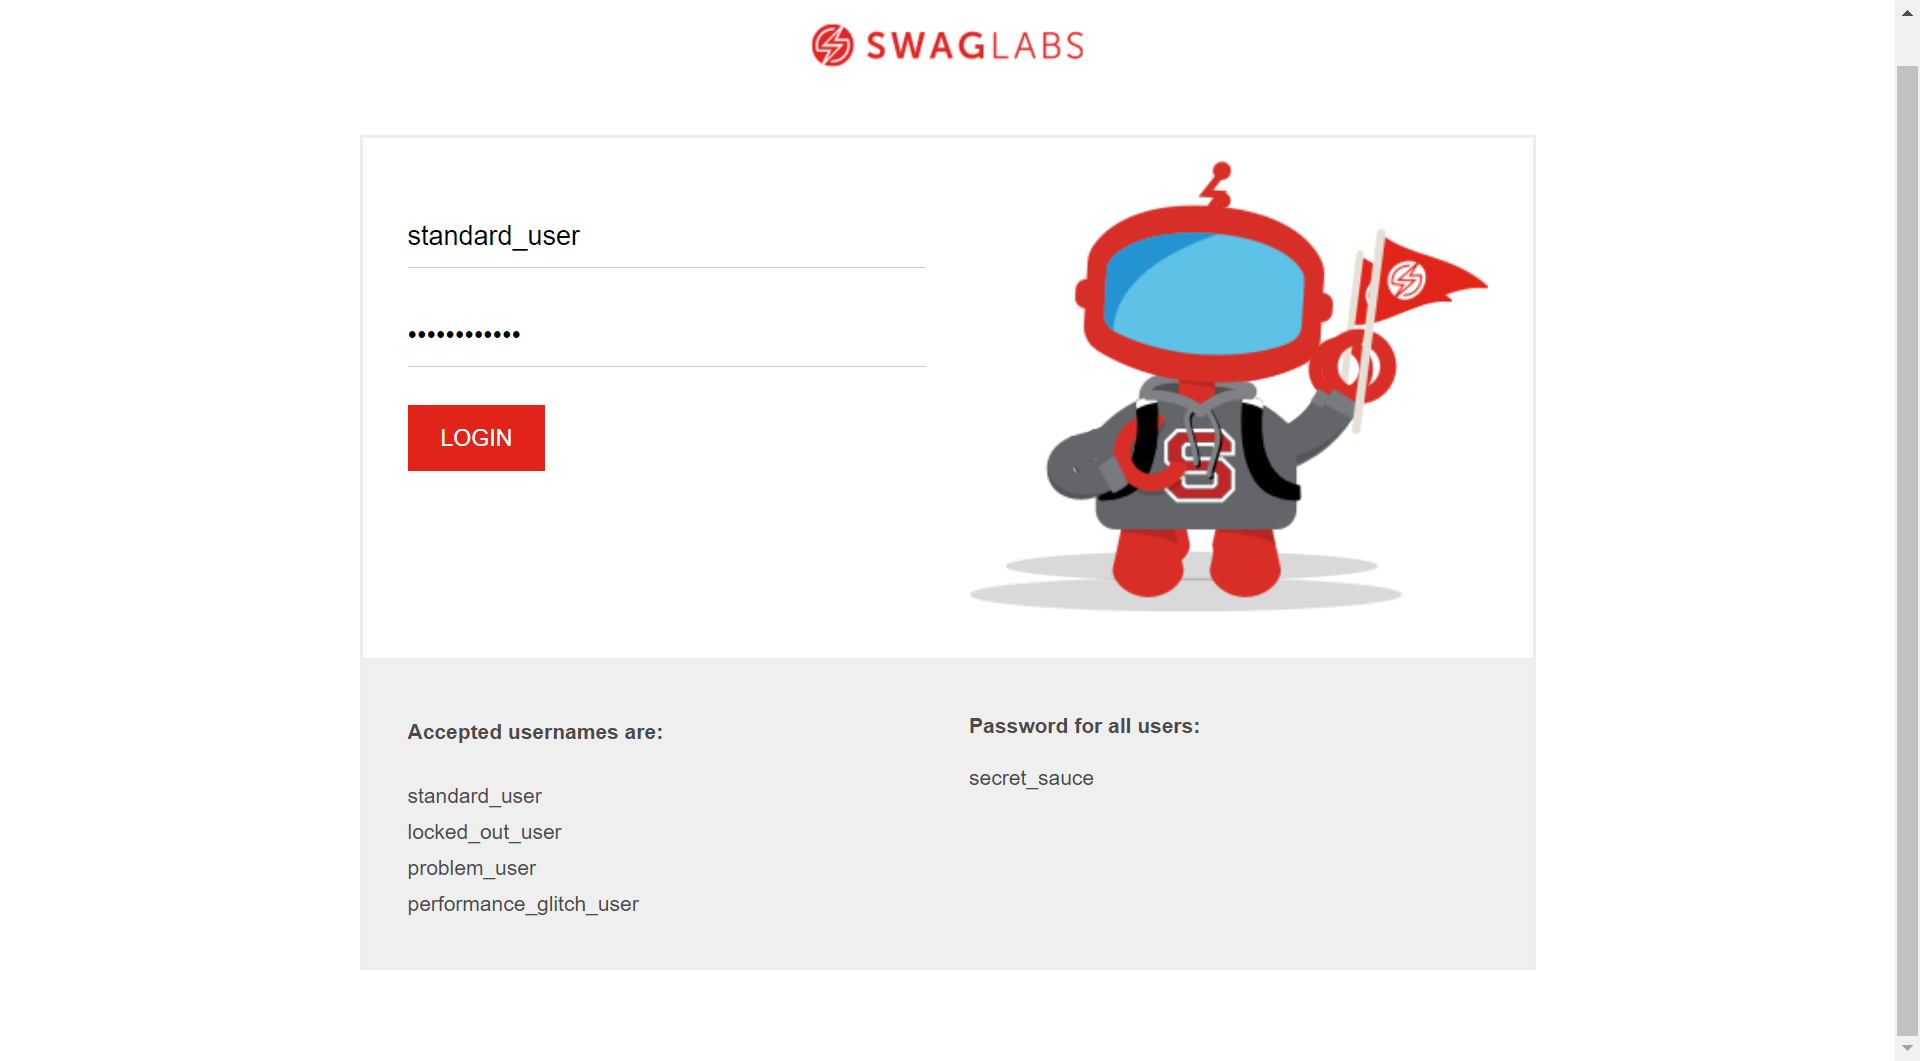 SWAGLABS
standard_user
••••••••••••
LOGIN
S
Accepted usernames are:
standard_user
locked_out_user
problem_user
performance_glitch_user
Password for all users:
secret_sauce